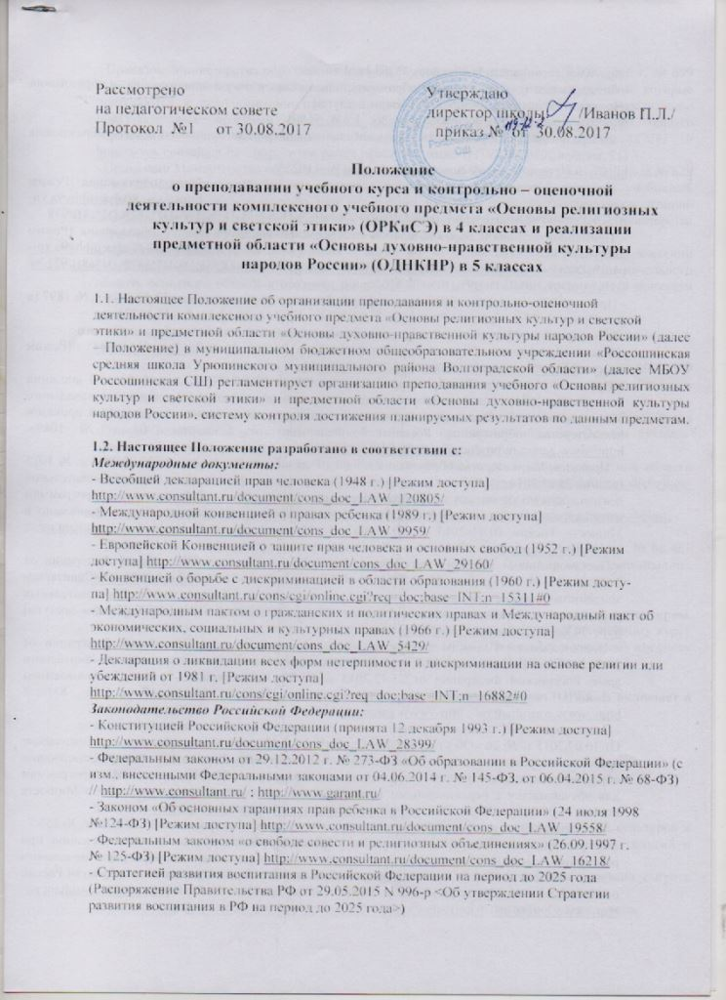 Рассмотрено
на педагогическом совете
Протокол №1 от 30.08.2017
Утверждаю
директор школы /Иванов П.Л./
приказ № от 30.08.2017
Положение
о преподавании учебного курса и контрольно – оценочной
деятельности комплексного учебного предмета «Основы религиозных
культур и светской этики» (ОРКиСЭ) в 4 классах и реализации
предметной области «Основы духовно-нравственной культуры
народов России» (ОДНКНР) в 5 классах
1.1. Настоящее Положение об организации преподавания и контрольно-оценочной
деятельности комплексного учебного предмета «Основы религиозных культур и светской
этики» и предметной области «Основы духовно-нравственной культуры народов России» (далее
– Положение) в муниципальном бюджетном общеобразовательном учреждении «Россошинская
средняя школа Урюпинского муниципального района Волгоградской области» (далее МБОУ
Россошинская СШ) регламентирует организацию преподавания учебного «Основы религиозных
культур и светской этики» и предметной области «Основы духовно-нравственной культуры
народов России», систему контроля достижения планируемых результатов по данным предметам.
1.2. Настоящее Положение разработано в соответствии с:
Международные документы:
- Всеобщей декларацией прав человека (1948 г.) [Режим доступа]
http://www.consultant.ru/document/cons_doc_LAW_120805/
- Международной конвенцией о правах ребенка (1989 г.) [Режим доступа]
http://www.consultant.ru/document/cons_doc_LAW_9959/
- Европейской Конвенцией о защите прав человека и основных свобод (1952 г.) [Режим
доступа] http://www.consultant.ru/document/cons_doc_LAW_29160/
- Конвенцией о борьбе с дискриминацией в области образования (1960 г.) [Режим досту-
па] http://www.consultant.ru/cons/cgi/online.cgi?req=doc;base=INT;n=15311#0
- Международным пактом о гражданских и политических правах и Международный пакт об
экономических, социальных и культурных правах (1966 г.) [Режим доступа]
http://www.consultant.ru/document/cons_doc_LAW_5429/
- Декларация о ликвидации всех форм нетерпимости и дискриминации на основе религии или
убеждений от 1981 г. [Режим доступа]
http://www.consultant.ru/cons/cgi/online.cgi?req=doc;base=INT;n=16882#0
Законодательство Российской Федерации:
- Конституцией Российской Федерации (принята 12 декабря 1993 г.) [Режим доступа]
http://www.consultant.ru/document/cons_doc_LAW_28399/
- Федеральным законом от 29.12.2012 г. № 273-ФЗ «Об образовании в Российской Федерации» (с
изм., внесенными Федеральными законами от 04.06.2014 г. № 145-ФЗ, от 06.04.2015 г. № 68-ФЗ)
// http://www.consultant.ru/ ; http://www.garant.ru/
- Законом «Об основных гарантиях прав ребенка в Российской Федерации» (24 июля 1998
№124-ФЗ) [Режим доступа] http://www.consultant.ru/document/cons_doc_LAW_19558/
- Федеральным законом «о свободе совести и религиозных объединениях» (26.09.1997 г.
№ 125-ФЗ) [Режим доступа] http://www.consultant.ru/document/cons_doc_LAW_16218/
- Стратегией развития воспитания в Российской Федерации на период до 2025 года
(Распоряжение Правительства РФ от 29.05.2015 N 996-р <Об утверждении Стратегии
развития воспитания в РФ на период до 2025 года>)